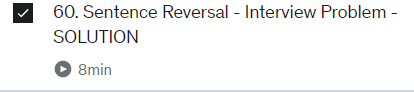 60. Sentence Reversal - Interview Problem -
SOLUTION
8min